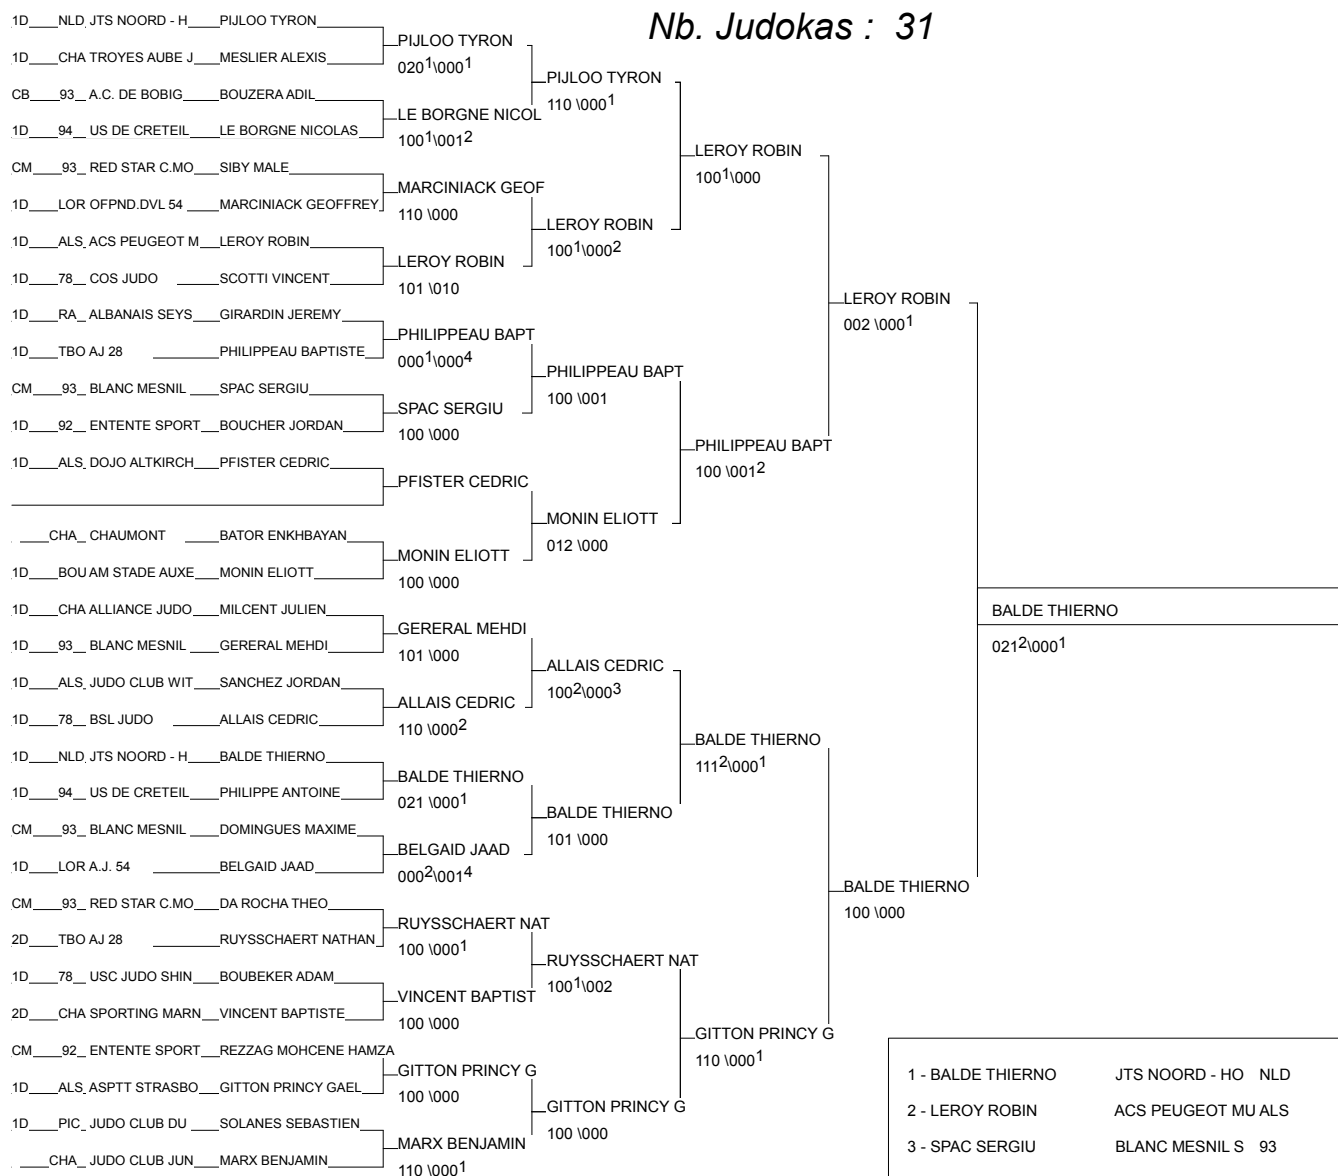 Nb. Judokas : 31
1D NLD JTS NOORD - H PIJLOO TYRON
1D CHA TROYES AUBE J MESLIER ALEXIS
CB 93 A.C. DE BOBIG BOUZERA ADIL
1D 94 US DE CRETEIL LE BORGNE NICOLAS
CM 93 RED STAR C.MO SIBY MALE
1D LOR OFPND.DVL 54 MARCINIACK GEOFFREY
1D ALS ACS PEUGEOT M LEROY ROBIN
1D 78 COS JUDO SCOTTI VINCENT
1D RA ALBANAIS SEYS GIRARDIN JEREMY
1D TBO AJ 28 PHILIPPEAU BAPTISTE
CM 93 BLANC MESNIL SPAC SERGIU
1D 92 ENTENTE SPORT BOUCHER JORDAN
1D ALS DOJO ALTKIRCH PFISTER CEDRIC
CHA CHAUMONT BATOR ENKHBAYAN
1D BOU AM STADE AUXE MONIN ELIOTT
1D CHA ALLIANCE JUDO MILCENT JULIEN
1D 93 BLANC MESNIL GERERAL MEHDI
1D ALS JUDO CLUB WIT SANCHEZ JORDAN
1D 78 BSL JUDO ALLAIS CEDRIC
1D NLD JTS NOORD - H BALDE THIERNO
1D 94 US DE CRETEIL PHILIPPE ANTOINE
CM 93 BLANC MESNIL DOMINGUES MAXIME
1D LOR A.J. 54 BELGAID JAAD
CM 93 RED STAR C.MO DA ROCHA THEO
2D TBO AJ 28 RUYSSCHAERT NATHAN
1D 78 USC JUDO SHIN BOUBEKER ADAM
2D CHA SPORTING MARN VINCENT BAPTISTE
CM 92 ENTENTE SPORT REZZAG MOHCENE HAMZA
1D ALS ASPTT STRASBO GITTON PRINCY GAEL
1D PIC JUDO CLUB DU SOLANES SEBASTIEN
CHA JUDO CLUB JUN MARX BENJAMIN
PIJLOO TYRON
020¹\000¹
LE BORGNE NICOL
100¹\001²
MARCINIACK GEOF
110 \000
LEROY ROBIN
101 \010
PHILIPPEAU BAPT
000¹\000⁴
SPAC SERGIU
100 \000
PFISTER CEDRIC
MONIN ELIOTT
100 \000
GERERAL MEHDI
101 \000
ALLAIS CEDRIC
110 \000²
BALDE THIERNO
021 \000¹
BELGAID JAAD
000²\001⁴
RUYSSCHAERT NAT
100 \000¹
VINCENT BAPTIST
100 \000
GITTON PRINCY G
100 \000
MARX BENJAMIN
110 \000¹
PIJLOO TYRON
110 \000¹
LEROY ROBIN
100¹\000²
PHILIPPEAU BAPT
100 \001
MONIN ELIOTT
012 \000
ALLAIS CEDRIC
100²\000³
BALDE THIERNO
101 \000
RUYSSCHAERT NAT
100¹\002
GITTON PRINCY G
100 \000
LEROY ROBIN
100¹\000
PHILIPPEAU BAPT
100 \001²
BALDE THIERNO
111²\000¹
GITTON PRINCY G
110 \000¹
LEROY ROBIN
002 \000¹
BALDE THIERNO
100 \000
BALDE THIERNO
021²\000¹
1 - BALDE THIERNO JTS NOORD - HO NLD
2 - LEROY ROBIN ACS PEUGEOT MU ALS
3 - SPAC SERGIU BLANC MESNIL S 93